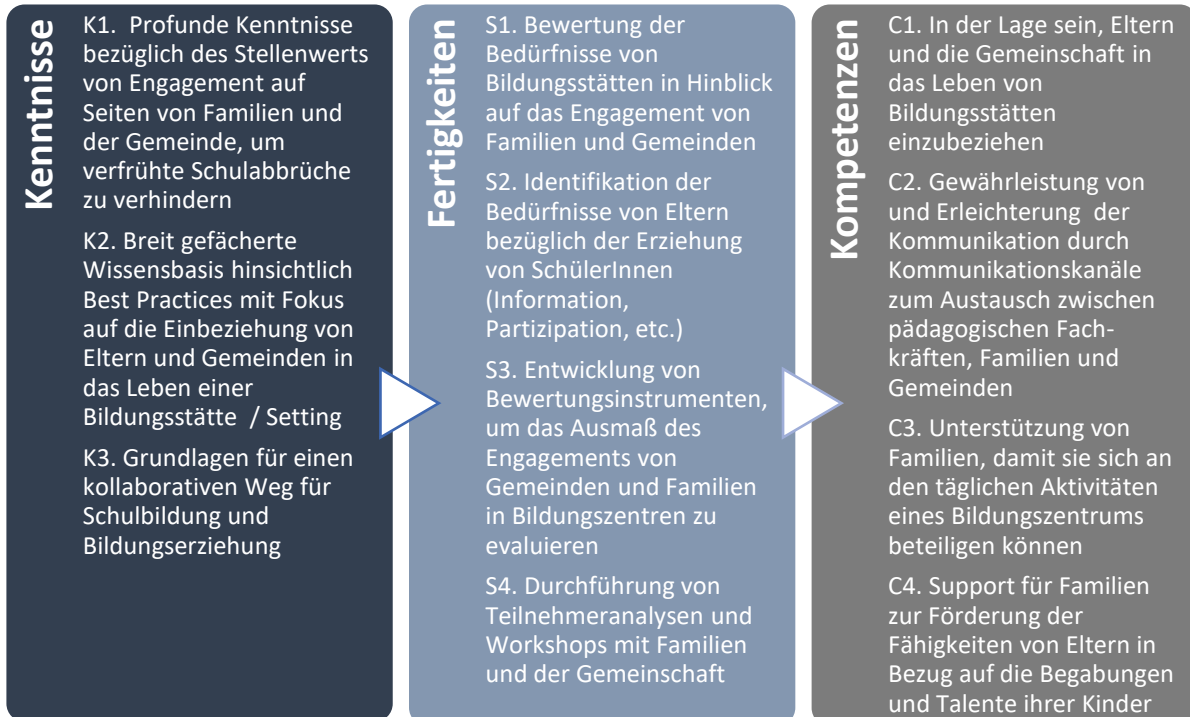 Kenntnisse
K1. Profunde Kenntnisse
bezüglich des Stellenwerts
von Engagement auf
Seiten von Familien und
der Gemeinde, um
verfrühte Schulabbrüche
zu verhindern
K2. Breit gefächerte
Wissensbasis hinsichtlich
Best Practices mit Fokus
auf die Einbeziehung von
Eltern und Gemeinden in
das Leben einer
Bildungsstätte / Setting
K3. Grundlagen für einen
kollaborativen Weg für
Schulbildung und
Bildungserziehung
Fertigkeiten
S1. Bewertung der
Bedürfnisse von
Bildungsstätten in Hinblick
auf das Engagement von
Familien und Gemeinden
S2. Identifikation der
Bedürfnisse von Eltern
bezüglich der Erziehung
von SchülerInnen
(Information,
Partizipation, etc.)
S3. Entwicklung von
Bewertungsinstrumenten,
um das Ausmaß des
Engagements von
Gemeinden und Familien
in Bildungszentren zu
evaluieren
S4. Durchführung von
Teilnehmeranalysen und
Workshops mit Familien
und der Gemeinschaft
Kompetenzen
C1. In der Lage sein, Eltern
und die Gemeinschaft in
das Leben von
Bildungsstätten
einzubeziehen
C2. Gewährleistung von
und Erleichterung der
Kommunikation durch
Kommunikationskanäle
zum Austausch zwischen
pädagogischen Fach-
kräften, Familien und
Gemeinden
C3. Unterstützung von
Familien, damit sie sich an
den täglichen Aktivitäten
eines Bildungszentrums
beteiligen können
C4. Support für Familien
zur Förderung der
Fähigkeiten von Eltern in
Bezug auf die Begabungen
und Talente ihrer Kinder